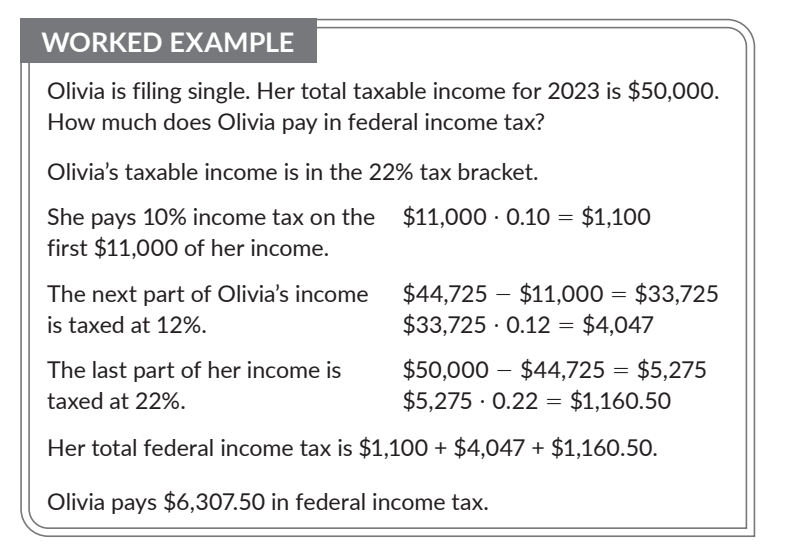 WORKED EXAMPLE
Olivia is filing single. Her total taxable income for 2023 is $50,000.
How much does Olivia pay in federal income tax?
Olivia’s taxable income is in the 22% tax bracket.
She pays 10% income tax on the $11,000 · 0.10 = $1,100
first $11,000 of her income.
The next part of Olivia’s income $44,725 − $11,000 = $33,725
is taxed at 12%. $33,725 · 0.12 = $4,047
The last part of her income is $50,000 − $44,725 = $5,275
taxed at 22%. $5,275 · 0.22 = $1,160.50
Her total federal income tax is $1,100 + $4,047 + $1,160.50.
Olivia pays $6,307.50 in federal income tax.